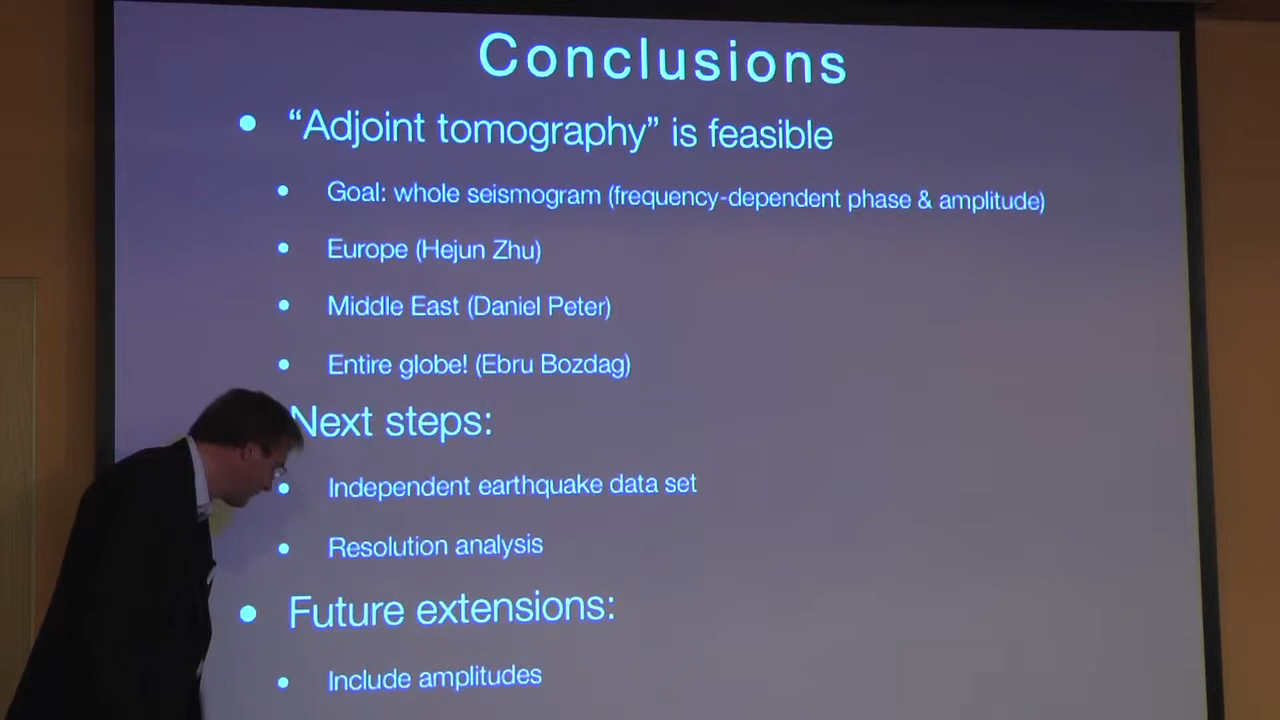 Conclusions
“Adjoint tomography” is feasible
Goal: whole seismogram (frequency-dependent phase & amplitude)
Europe (Hejun Zhu)
Middle East (Daniel Peter)
Entire globe! (Ebru Bozdag)
Next steps:
Independent earthquake data set
Resolution analysis
Future extensions:
Include amplitudes